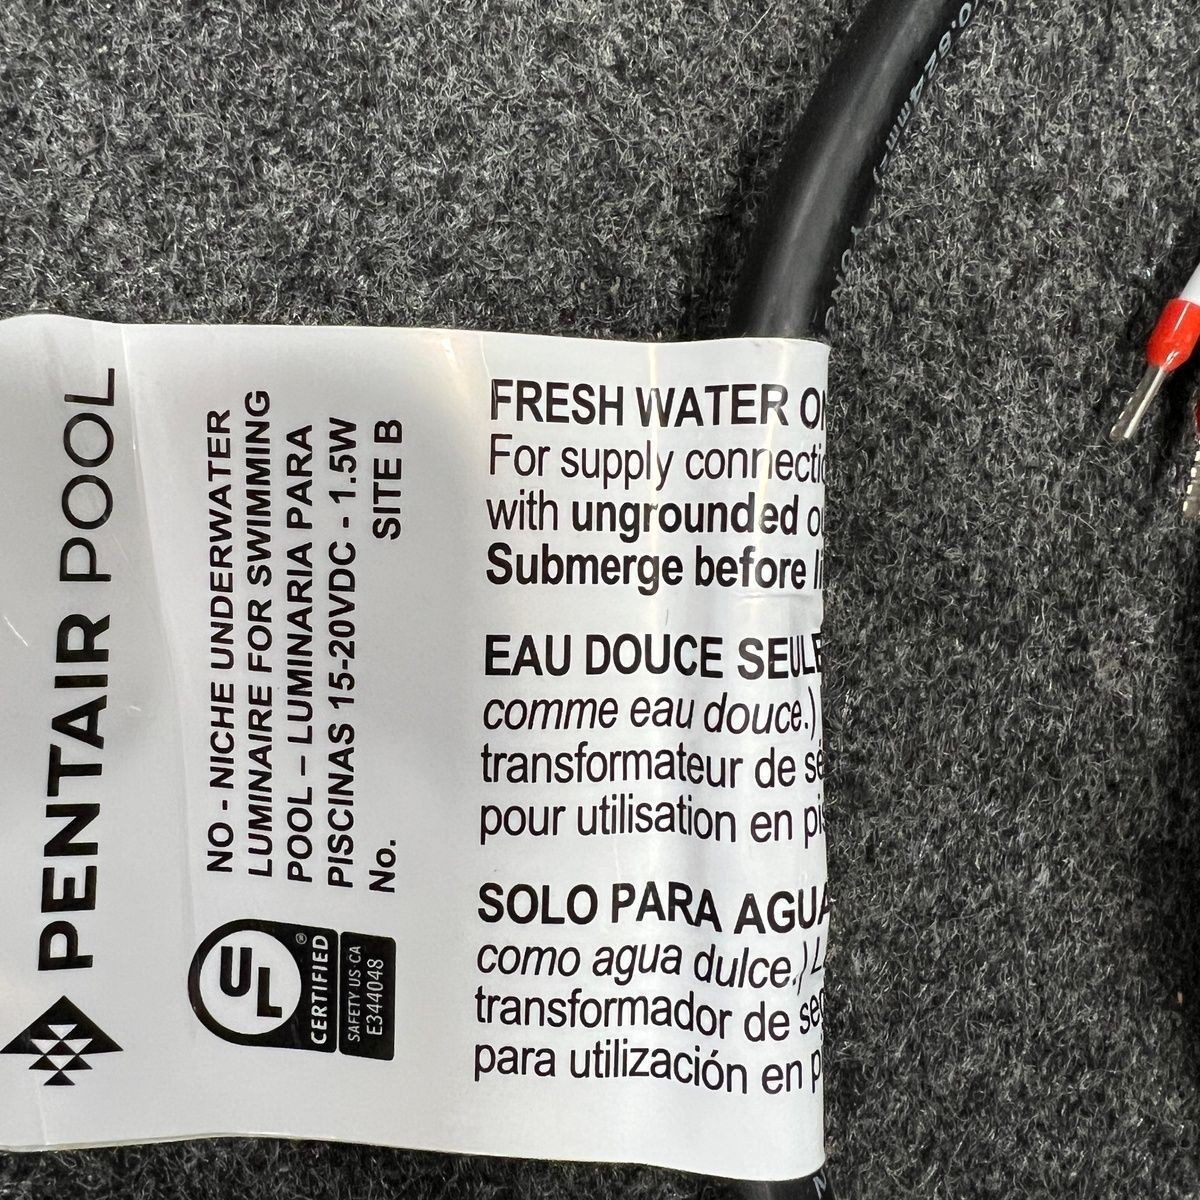 PENTAIR POOL
NO - NICHE UNDERWATER
LUMINAIRE FOR SWIMMING
POOL – LUMINARIA PARA
PISCINAS 15-20VDC - 1.5W
No. SITE B
UL
®
CERTIFIED
SAFETY US CA
E344048
FRESH WATER
For supply
with ungrounded
Submerge before
EAU DOUCE SEULE
comme eau douce.)
transformateur de
pour utilisation en
SOLO PARA AGUA
como agua dulce.)
transformador de
para utilización en